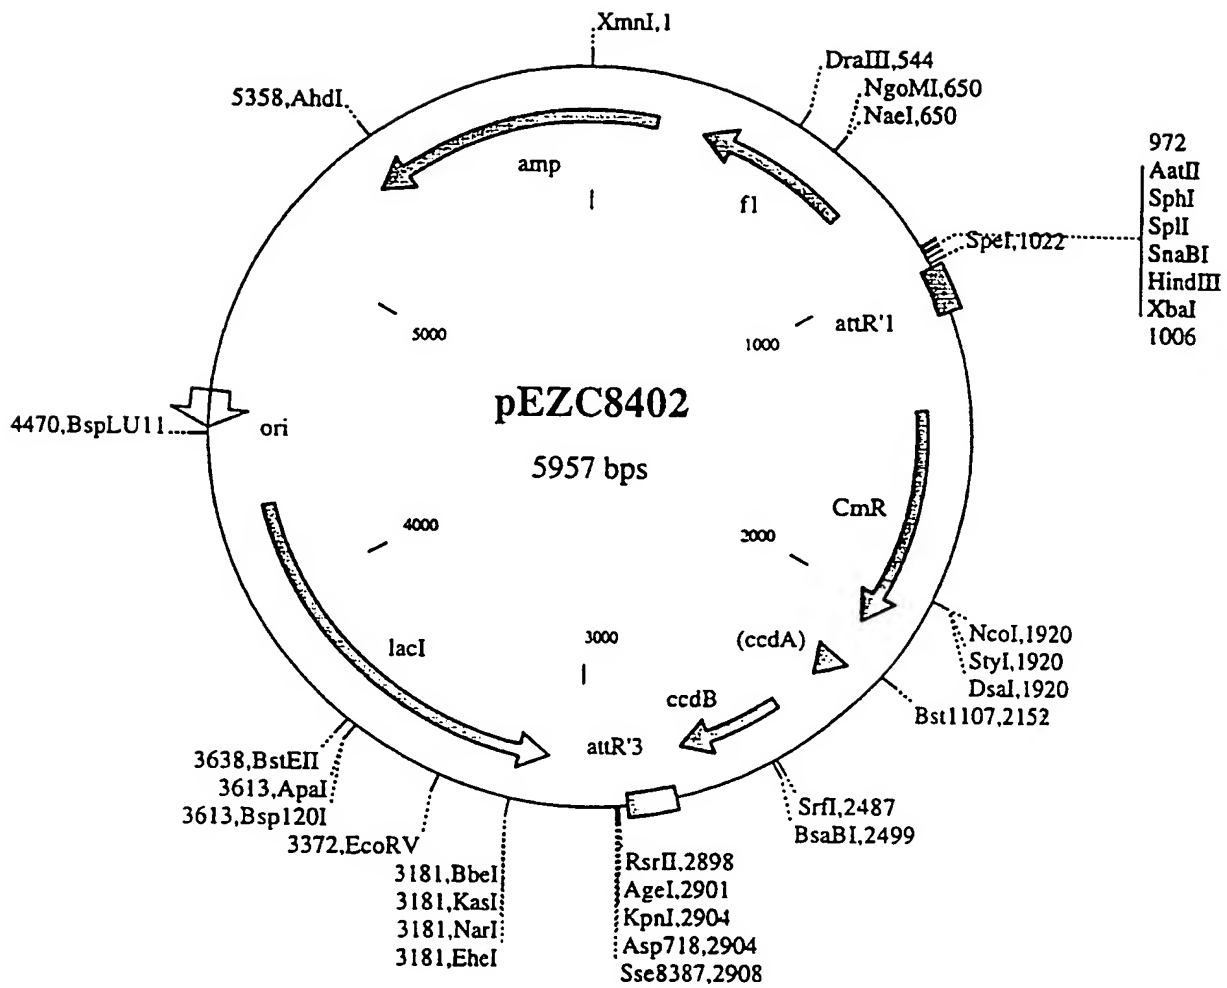 XmnI,1
DraIII,544
NgoMI,650
NaeI,650
5358,AhdI
972
AatII
SphI
SplI
SnaBI
HindIII
XbaI
1006
SpeI,1022
amp
f1
1
attR'1
5000
1000
pEZC8402
5957 bps
4470,BspLU11
ori
CmR
4000
2000
lacI
3000
(ccdA)
ccdB
attR'3
NcoI,1920
StyI,1920
DsaI,1920
Bst1107,2152
3638,BstEII
3613,ApaI
3613,Bsp120I
3372,EcoRV
SrfI,2487
BsaBI,2499
3181,BbeI
3181,KasI
3181,NarI
3181,EheI
RsrII,2898
AgeI,2901
KpnI,2904
Asp718,2904
Sse8387,2908